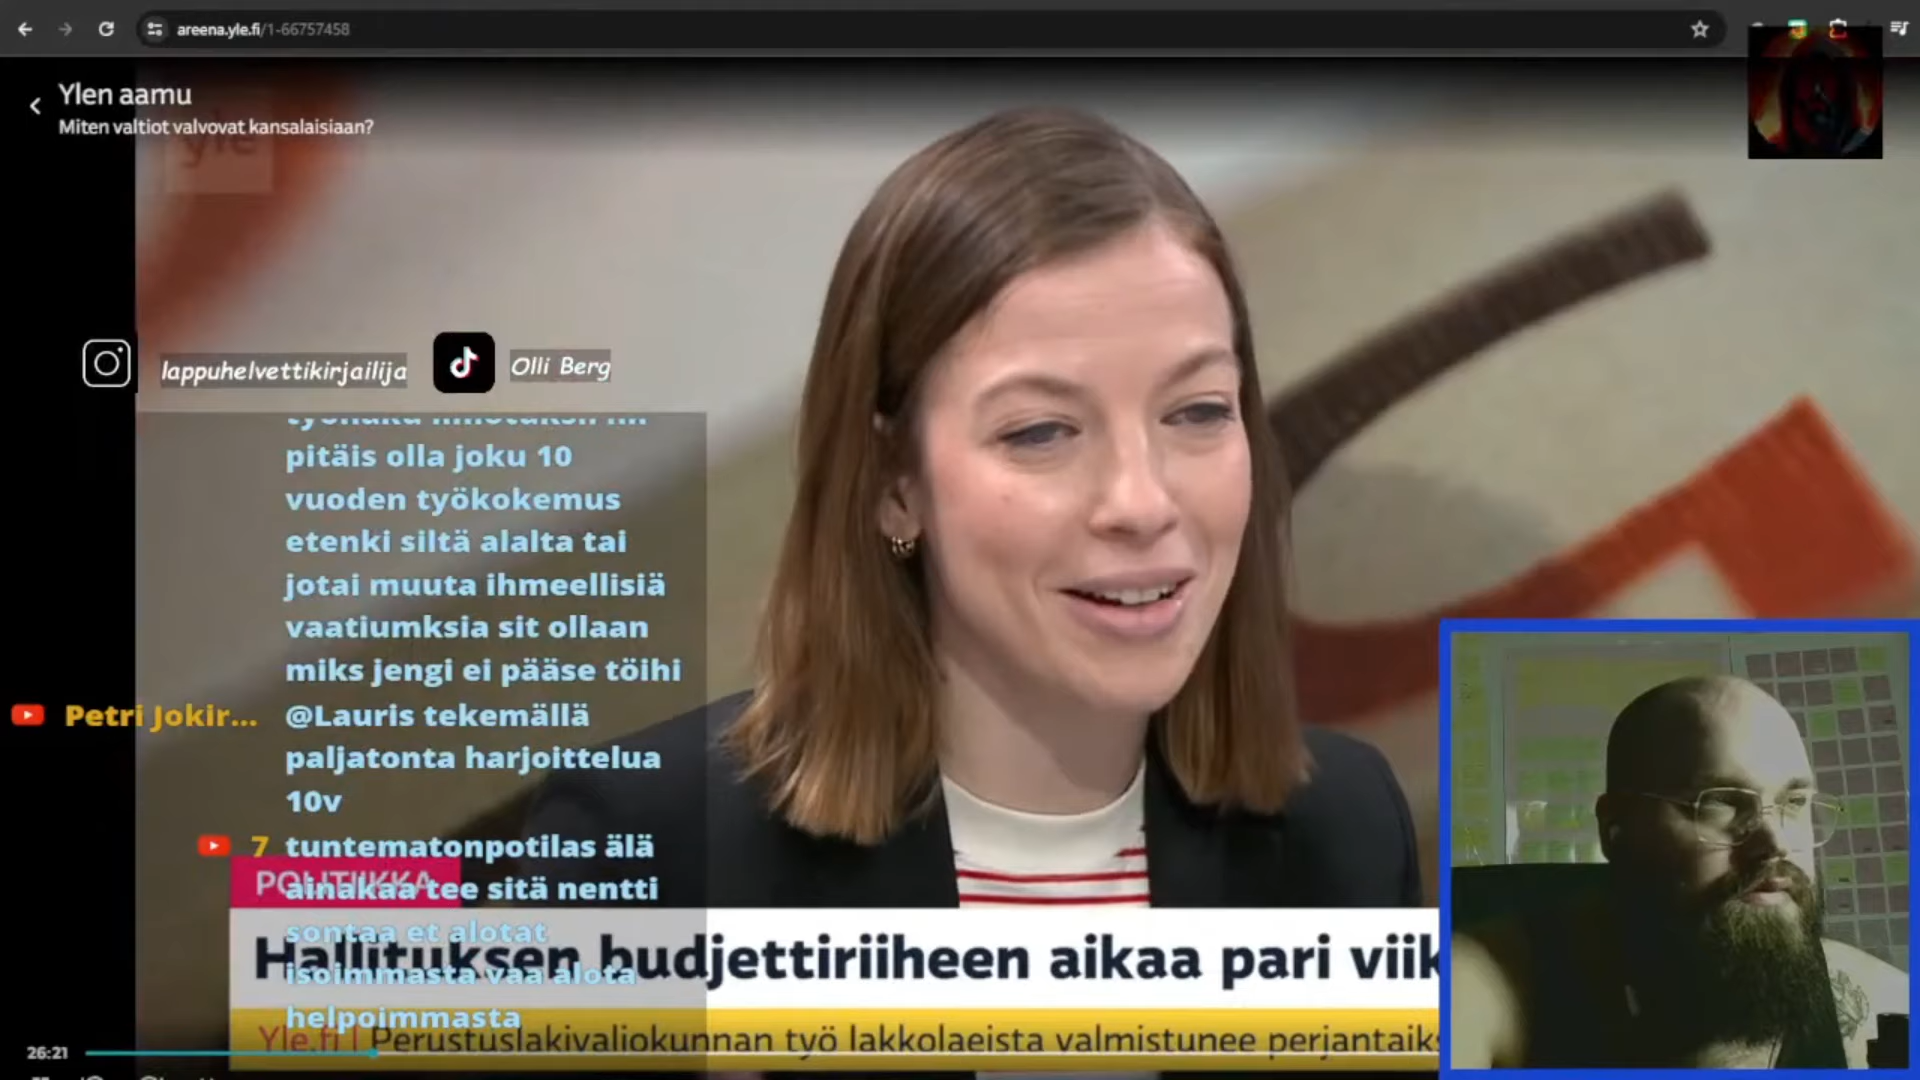 areena.yle.fi/1-66757458
Ylen aamu
Miten valtiot valvovat kansalaisiaan?
yle
lappuhelvettikirjailija
Olli Berg
pitäis olla joku 10
vuoden työkokemus
etenki siltä alalta tai
jotai muuta ihmeellisiä
vaatiumksia sit ollaan
miks jengi ei pääse töihi
Petri Jokir... @Lauris tekemällä
paljatonta harjoittelua
10v
7 tuntematonpotilas älä
ainakaa tee sitä nentti
sontaa et alotat
isoimmasta vaa alota
helpoimmasta
POLITIIKKA
Hallituksen budjettiriiheen aikaa pari viik
Yle.fi | Perustuslakivaliokunnan työ lakkolaeista valmistunee perjantaiks
26:21